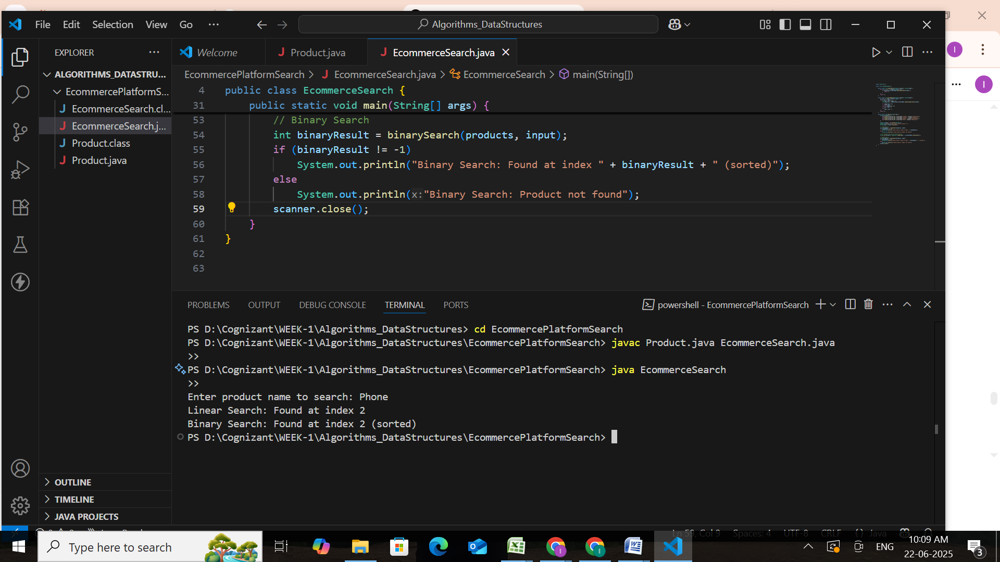 File Edit Selection View Go ··· Algorithms_DataStructures
EXPLORER ···
ALGORITHMS_DATASTRU...
EcommercePlatformS...
J EcommerceSearch.cl...
J EcommerceSearch.j...
J Product.class
J Product.java
OUTLINE
TIMELINE
JAVA PROJECTS
Welcome J Product.java J EcommerceSearch.java
EcommercePlatformSearch > J EcommerceSearch.java > EcommerceSearch > main(String[])
4 public class EcommerceSearch {
31 public static void main(String[] args) {
53 // Binary Search
54 int binaryResult = binarySearch(products, input);
55 if (binaryResult != -1)
56 System.out.println("Binary Search: Found at index " + binaryResult + " (sorted)");
57 else
58 System.out.println(x:"Binary Search: Product not found");
59 scanner.close();
60 }
61 }
62
63
PROBLEMS OUTPUT DEBUG CONSOLE TERMINAL PORTS powershell - EcommercePlatformSearch
PS D:\Cognizant\WEEK-1\Algorithms_DataStructures> cd EcommercePlatformSearch
PS D:\Cognizant\WEEK-1\Algorithms_DataStructures\EcommercePlatformSearch> javac Product.java EcommerceSearch.java
>>
PS D:\Cognizant\WEEK-1\Algorithms_DataStructures\EcommercePlatformSearch> java EcommerceSearch
>>
Enter product name to search: Phone
Linear Search: Found at index 2
Binary Search: Found at index 2 (sorted)
PS D:\Cognizant\WEEK-1\Algorithms_DataStructures\EcommercePlatformSearch>
Ln 59, Col 9 Spaces: 4 UTF-8 CRLF {} Java
Type here to search
ENG
10:09 AM
22-06-2025
3
I
I